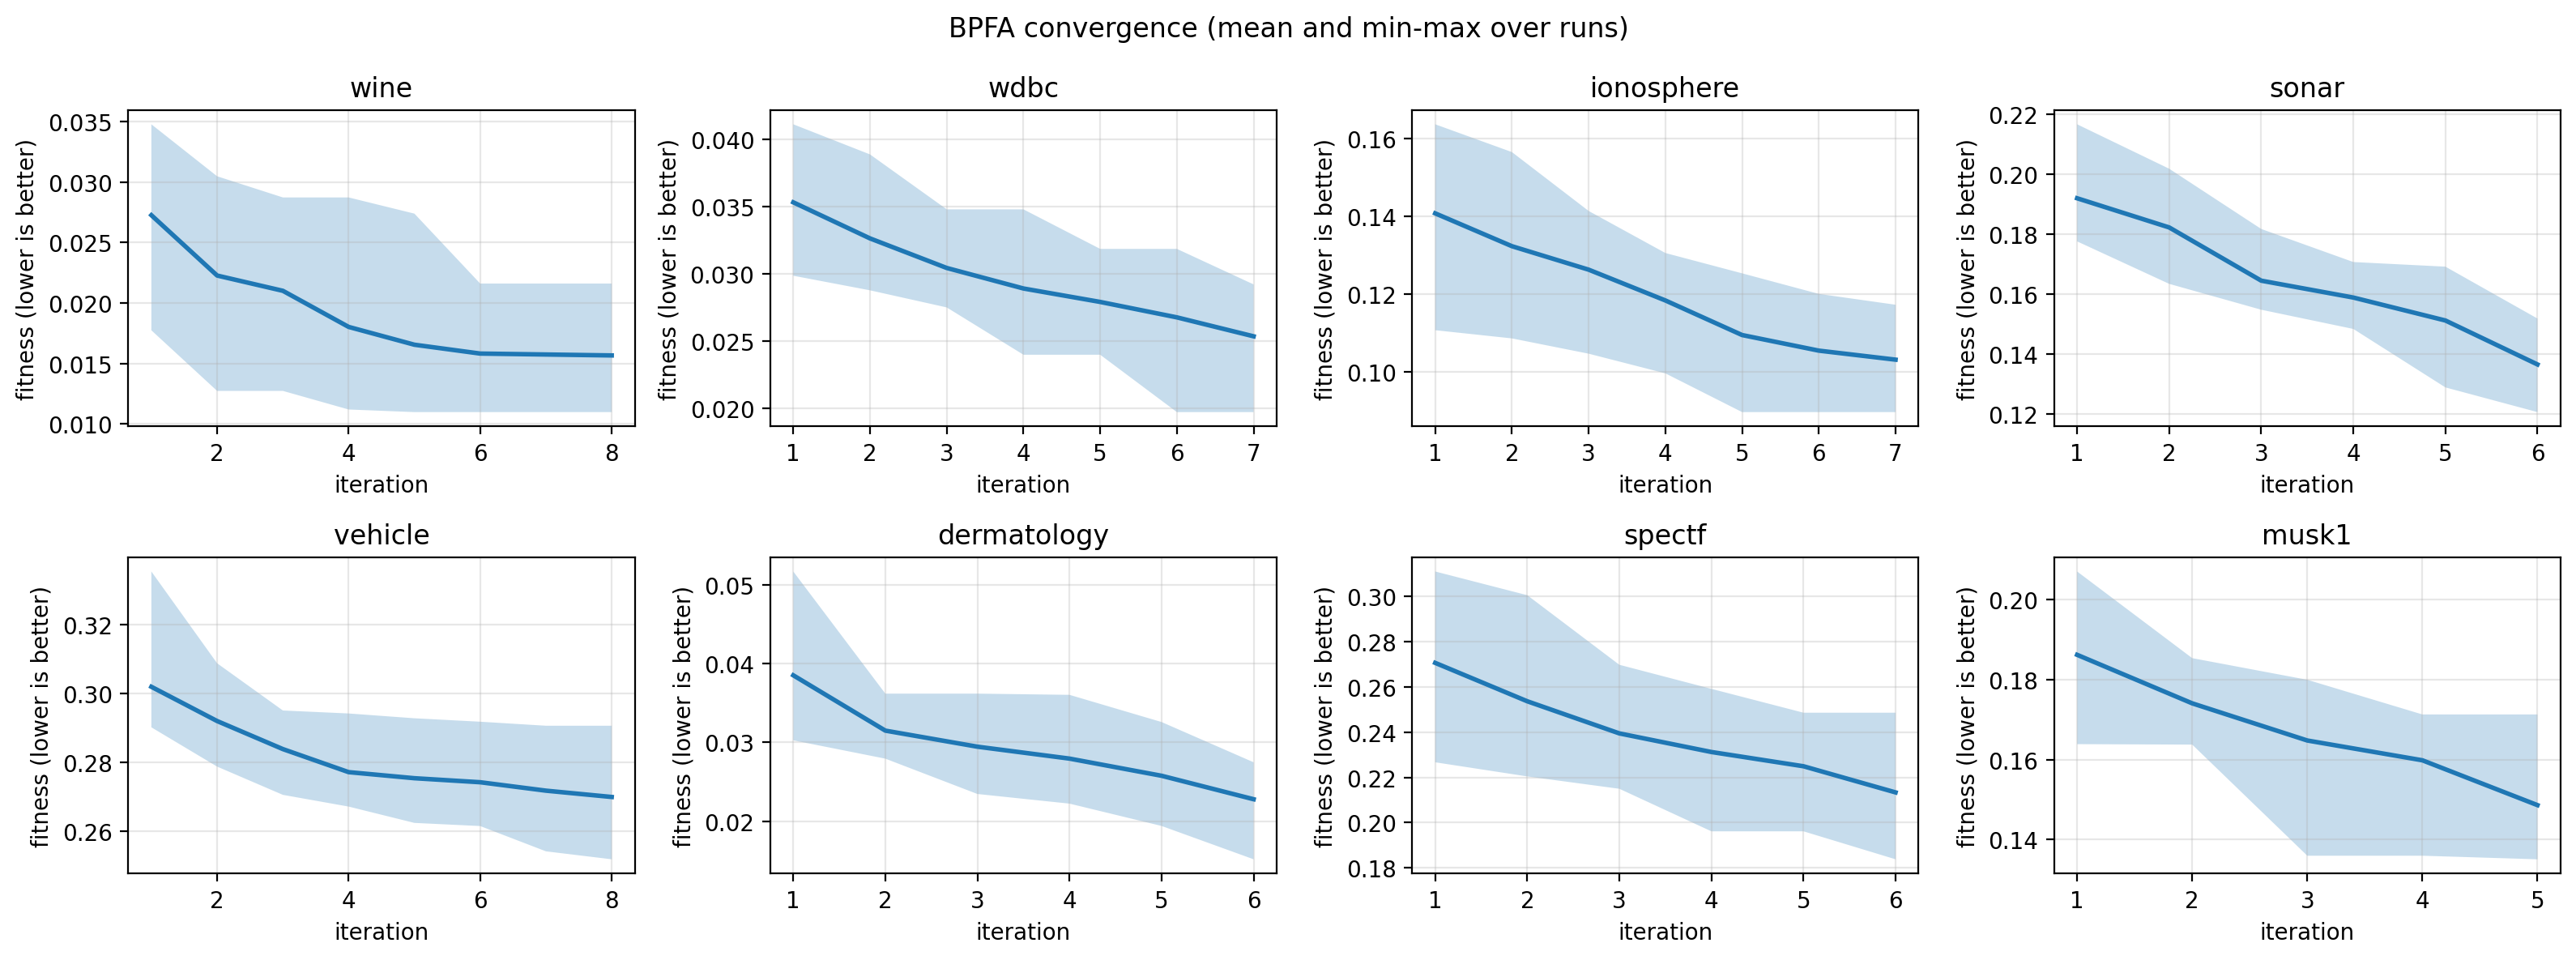 BPFA convergence (mean and min-max over runs)
wine
fitness (lower is better)
0.035
0.030
0.025
0.020
0.015
0.010
2 4 6 8
iteration
wdbc
fitness (lower is better)
0.040
0.035
0.030
0.025
0.020
1 2 3 4 5 6 7
iteration
ionosphere
fitness (lower is better)
0.16
0.14
0.12
0.10
1 2 3 4 5 6 7
iteration
sonar
fitness (lower is better)
0.22
0.20
0.18
0.16
0.14
0.12
1 2 3 4 5 6
iteration
vehicle
fitness (lower is better)
0.32
0.30
0.28
0.26
2 4 6 8
iteration
dermatology
fitness (lower is better)
0.05
0.04
0.03
0.02
1 2 3 4 5 6
iteration
spectf
fitness (lower is better)
0.30
0.28
0.26
0.24
0.22
0.20
0.18
1 2 3 4 5 6
iteration
musk1
fitness (lower is better)
0.20
0.18
0.16
0.14
1 2 3 4 5
iteration